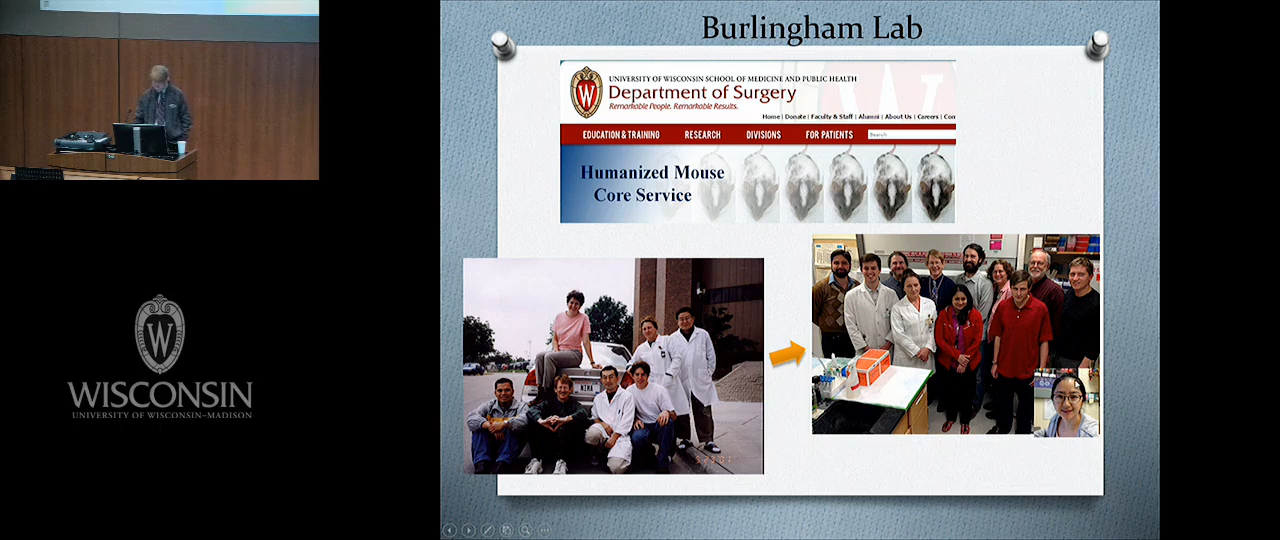 Burlingham Lab
UNIVERSITY OF WISCONSIN SCHOOL OF MEDICINE AND PUBLIC HEALTH
W
Department of Surgery
Remarkable People. Remarkable Results.
Home | Donate | Faculty & Staff | Alumni | About Us | Careers | Con
EDUCATION & TRAINING RESEARCH DIVISIONS FOR PATIENTS Search
Humanized Mouse
Core Service
NIMA
W
WISCONSIN
UNIVERSITY OF WISCONSIN–MADISON